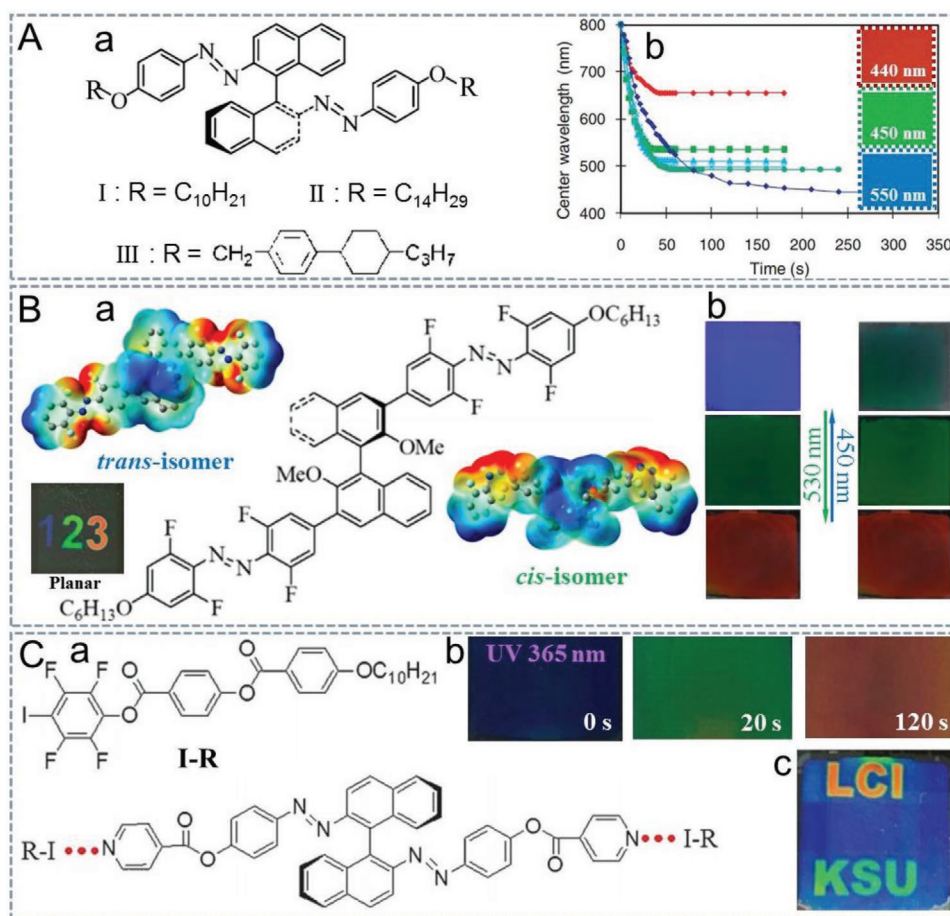 A
a
N=N
R-O
N=N
O-R
I : R = C10H21
II : R = C14H29
III : R = CH2 C3H7
b
Center wavelength (nm)
800
700
600
500
400
0 50 100 150 200 250 300 350
Time (s)
440 nm
450 nm
550 nm
B
a
trans-isomer
123
Planar
F
F
OC6H13
N=N
F
F
OMe
MeO
F
F
N=N
F
F
C6H13O
cis-isomer
b
530 nm
450 nm
C
a
F
F
I
F
F
O
O
O
O
OC10H21
I-R
R-I
N
O
O
N=N
N=N
O
O
N
I-R
b
UV 365 nm
0 s
20 s
120 s
c
LCI
KSU